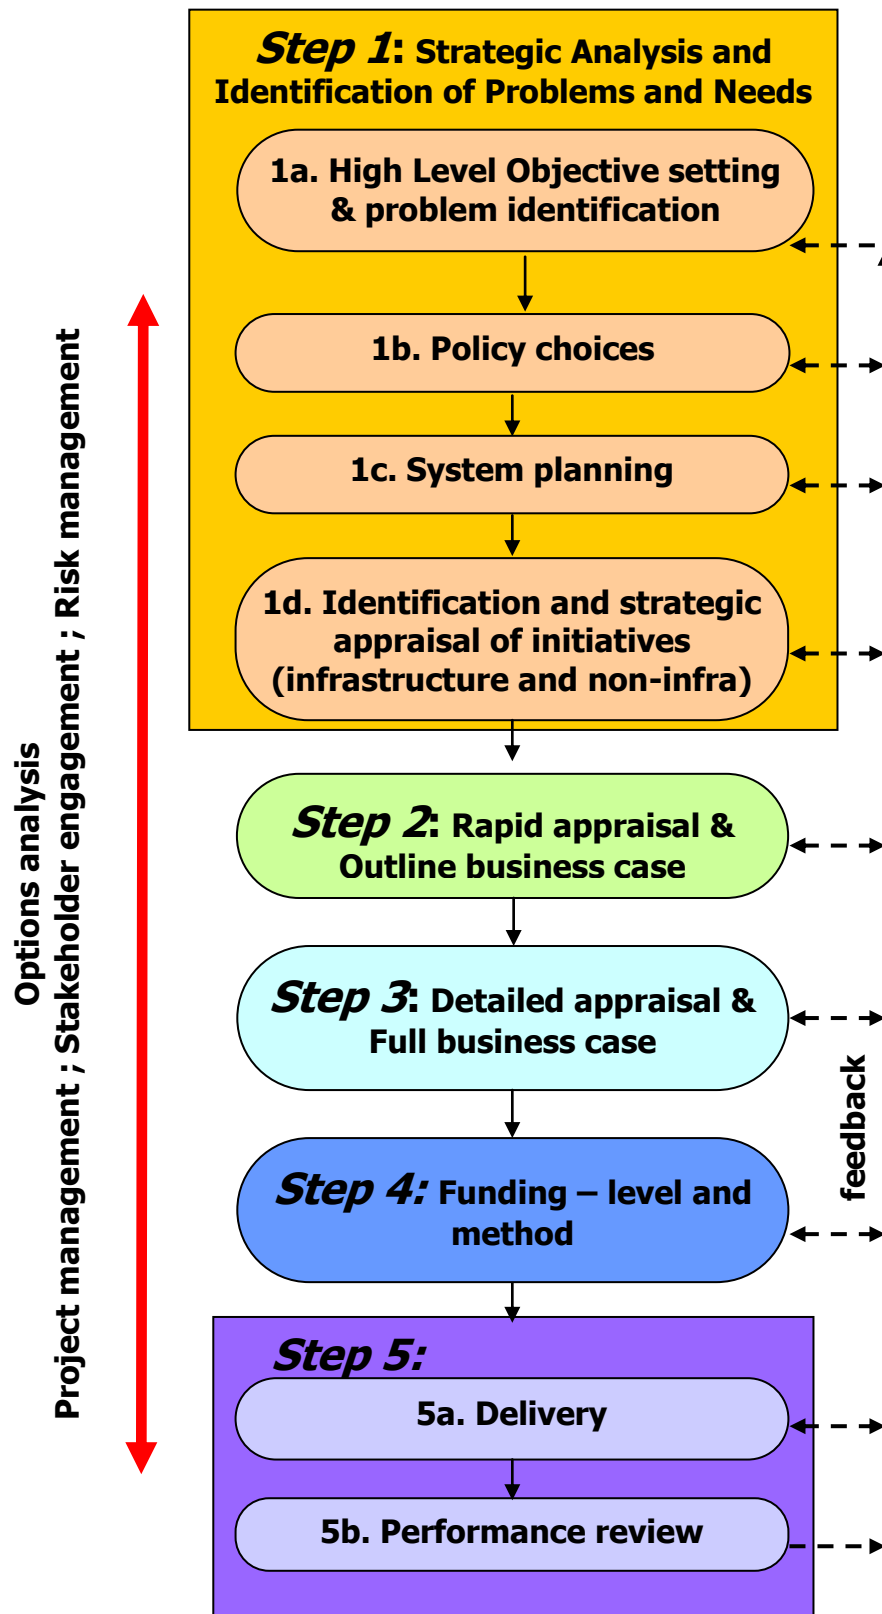 Step 1: Strategic Analysis and
Identification of Problems and Needs
1a. High Level Objective setting
& problem identification
1b. Policy choices
1c. System planning
1d. Identification and strategic
appraisal of initiatives
(infrastructure and non-infra)
Step 2: Rapid appraisal &
Outline business case
Step 3: Detailed appraisal &
Full business case
Step 4: Funding – level and
method
Step 5:
5a. Delivery
5b. Performance review
Options analysis
Project management ; Stakeholder engagement ; Risk management
feedback